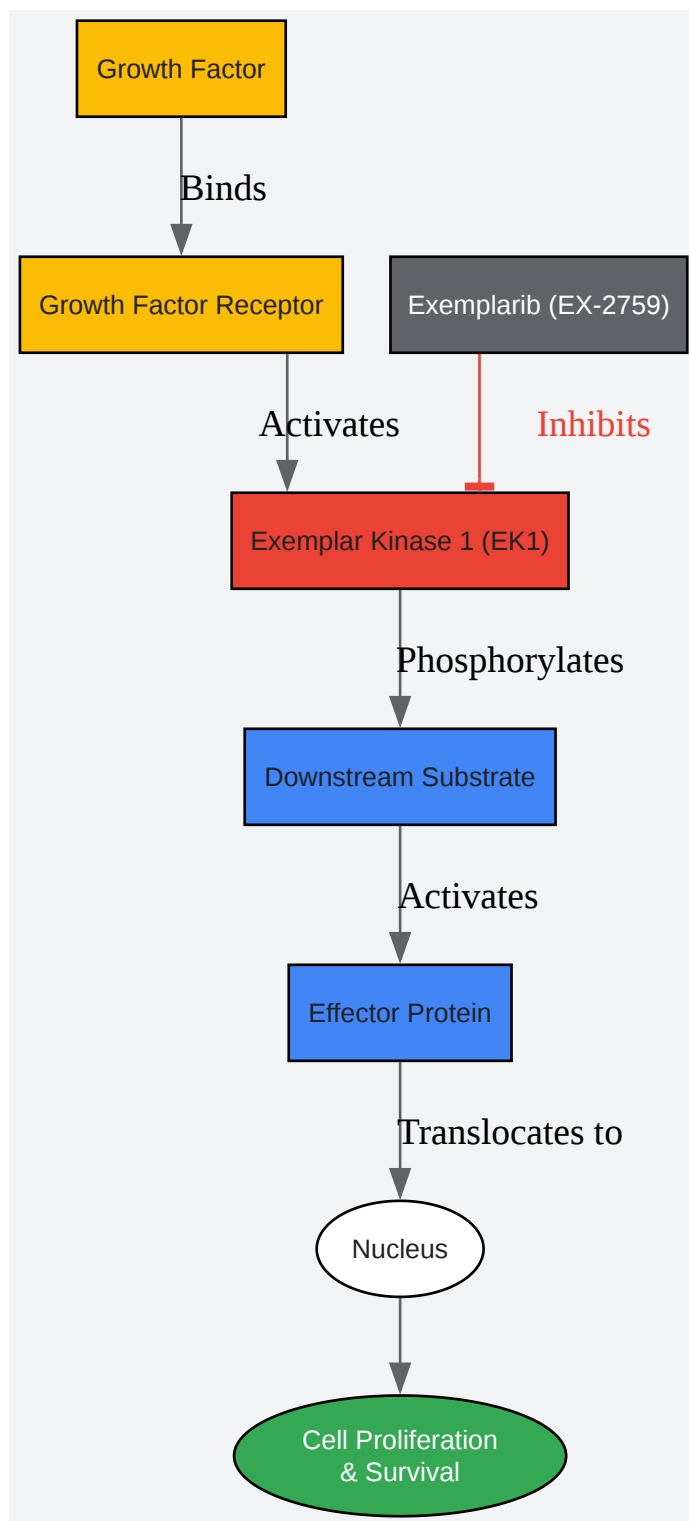 Growth Factor
Binds
Growth Factor Receptor
Exemplarib (EX-2759)
Activates
Inhibits
Exemplar Kinase 1 (EK1)
Phosphorylates
Downstream Substrate
Activates
Effector Protein
Translocates to
Nucleus
Cell Proliferation
& Survival